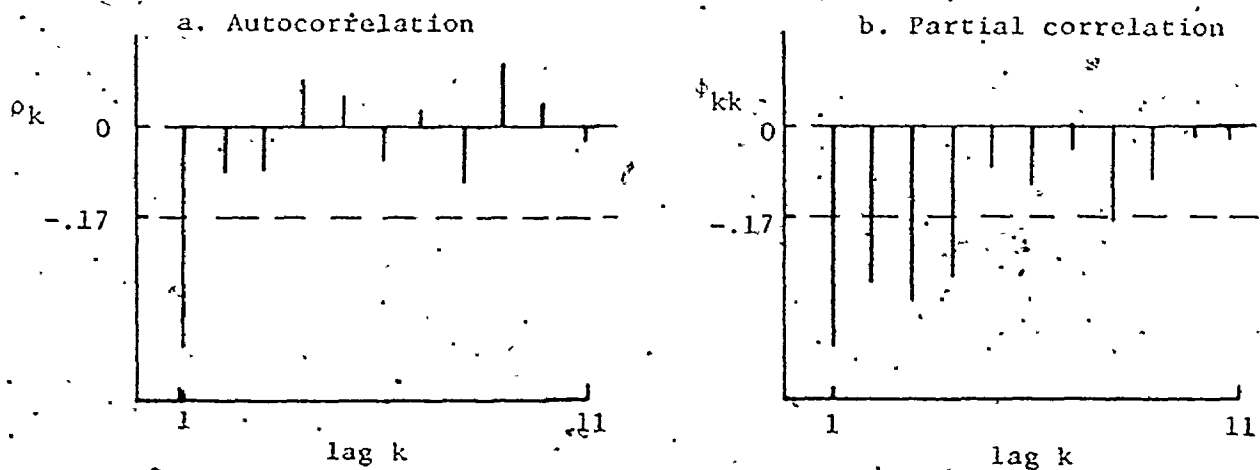 a. Autocorrelation
ρk
0
-.17
1
11
lag k
b. Partial correlation
ϕkk
0
-.17
1
11
lag k